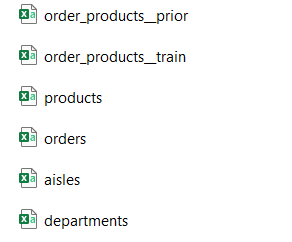 order_products__prior
order_products__train
products
orders
aisles
departments